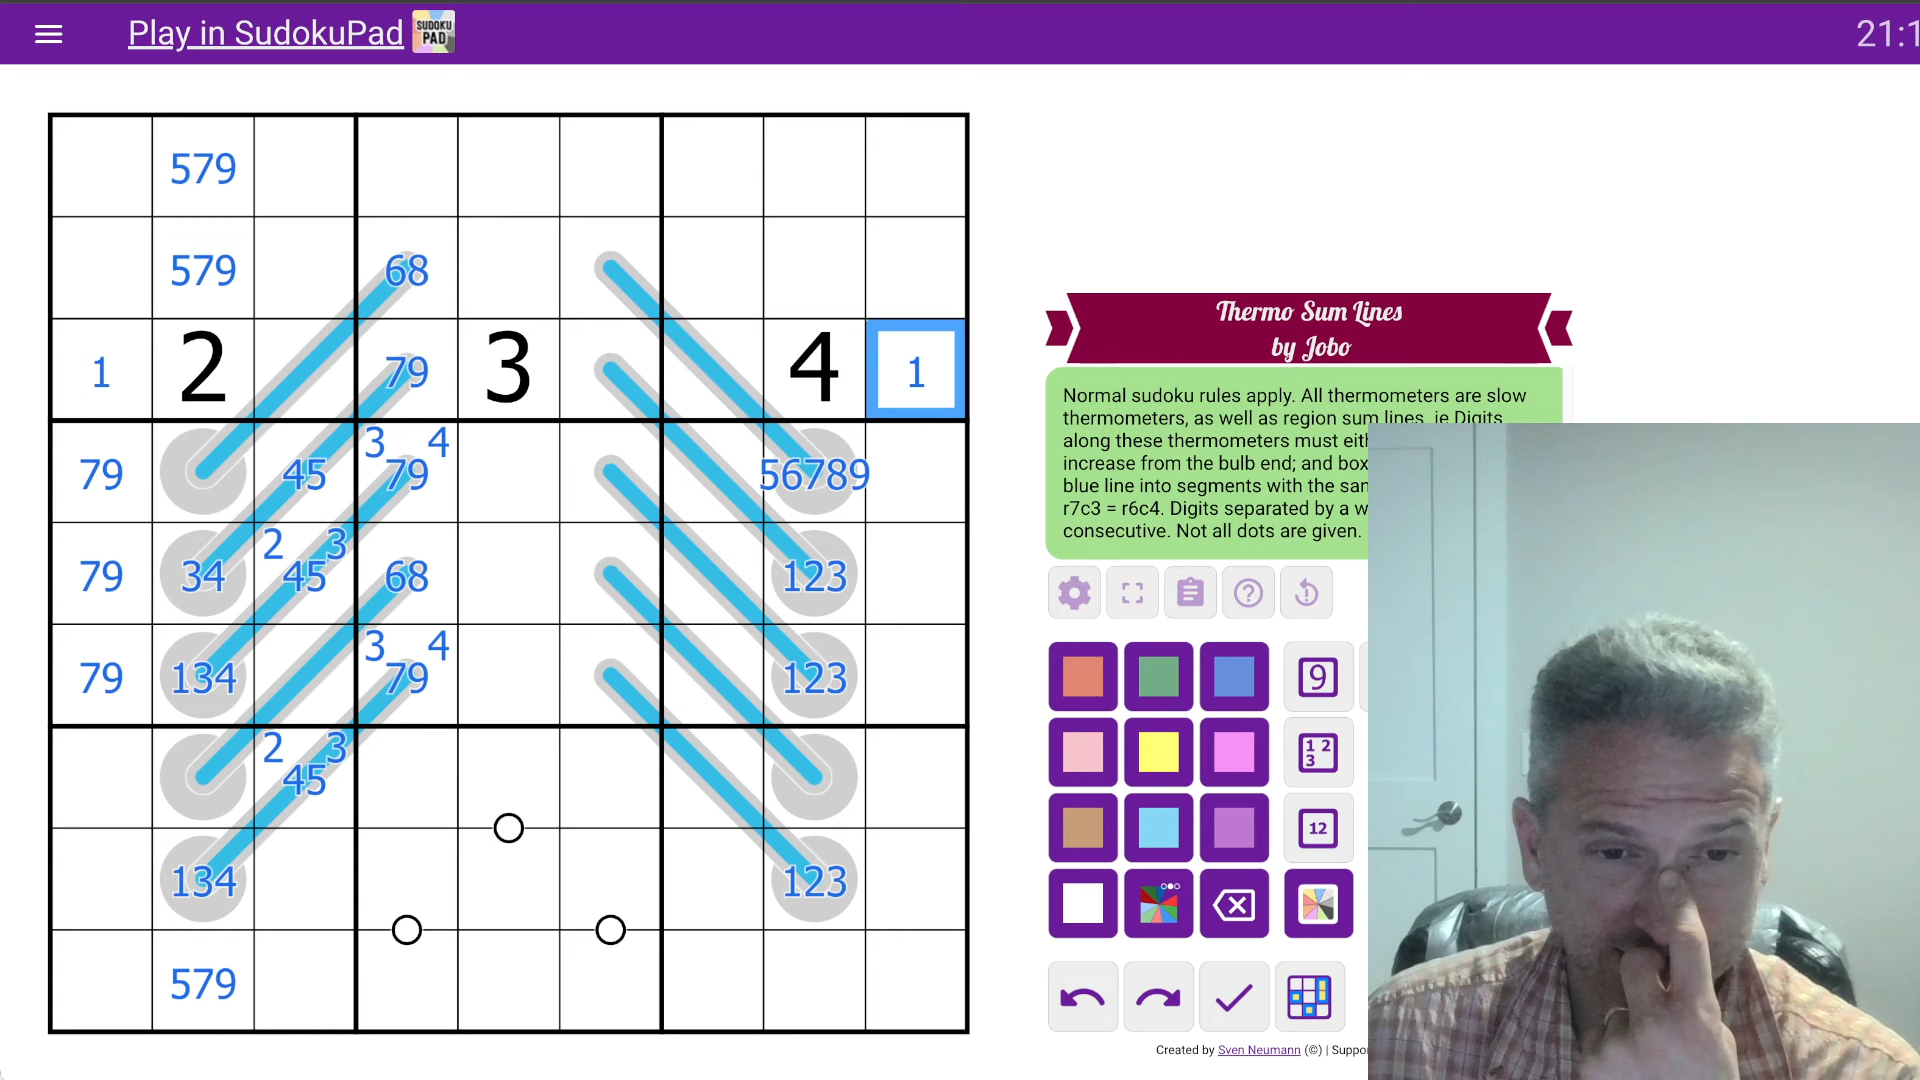 Play in SudokuPad
SUDOKU PAD
21:1
579
579
68
1 2 79 3 4 1
3 4
79 45 79 56789
2 3
79 34 45 68 123
3 4
79 134 79 123
2 3
45
134 123
579
Thermo Sum Lines
by Jobo
Normal sudoku rules apply. All thermometers are slow
thermometers, as well as region sum lines, ie Digits
along these thermometers must eit
increase from the bulb end; and box
blue line into segments with the sa
r7c3 = r6c4. Digits separated by a w
consecutive. Not all dots are given.
9
1 2
3
12
Created by Sven Neumann (©) | Suppo